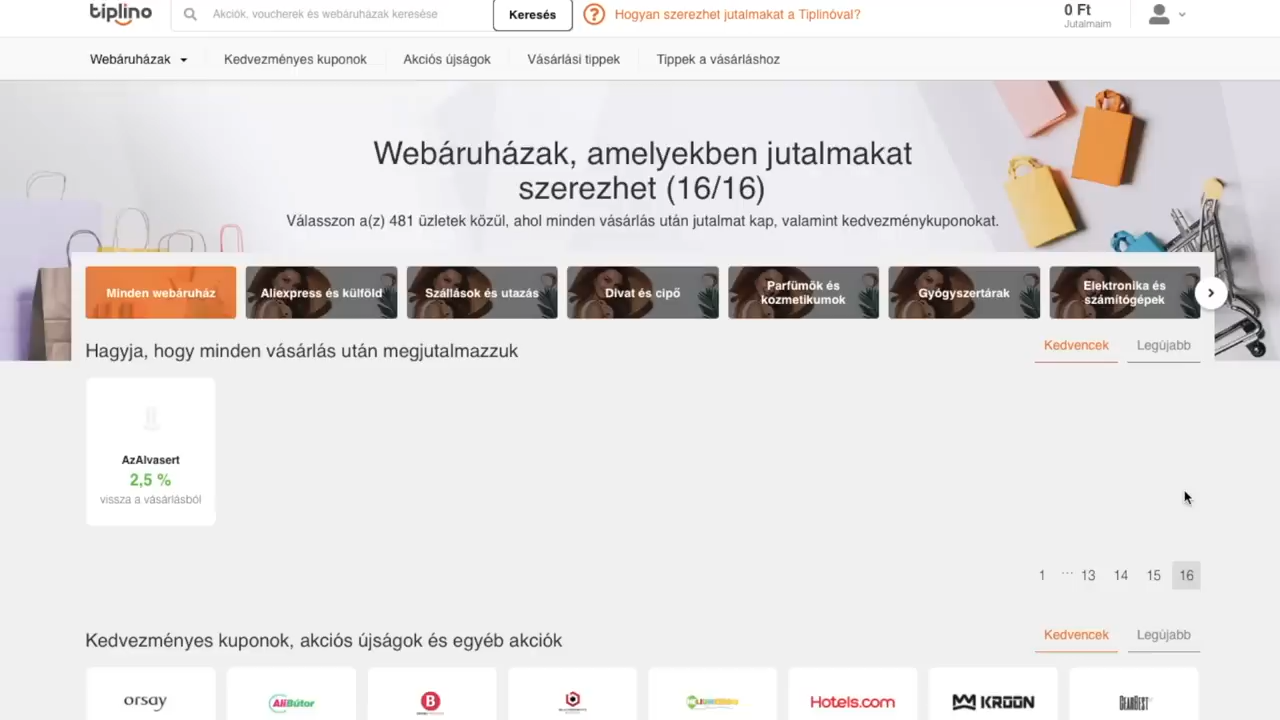 tiplino
Akciók, voucherek és webáruházak keresése
Keresés
? Hogyan szerezhet jutalmakat a Tiplinóval?
0 Ft
Jutalmaim
Webáruházak
Kedvezményes kuponok
Akciós újságok
Vásárlási tippek
Tippek a vásárláshoz
Webáruházak, amelyekben jutalmakat
szerezhet (16/16)
Válasszon a(z) 481 üzletek közül, ahol minden vásárlás után jutalmat kap, valamint kedvezménykuponokat.
Minden webáruház
Aliexpress és külföld
Szállások és utazás
Divat és cipő
Parfümök és
kozmetikumok
Gyógyszertárak
Elektronika és
számítógépek
Hagyja, hogy minden vásárlás után megjutalmazzuk
Kedvencek
Legújabb
AzAlvasert
2,5 %
vissza a vásárlásból
1 ... 13 14 15 16
Kedvezményes kuponok, akciós újságok és egyéb akciók
Kedvencek
Legújabb
orsay
AliBútor
B
Hotels.com
KROON
GEARBEST